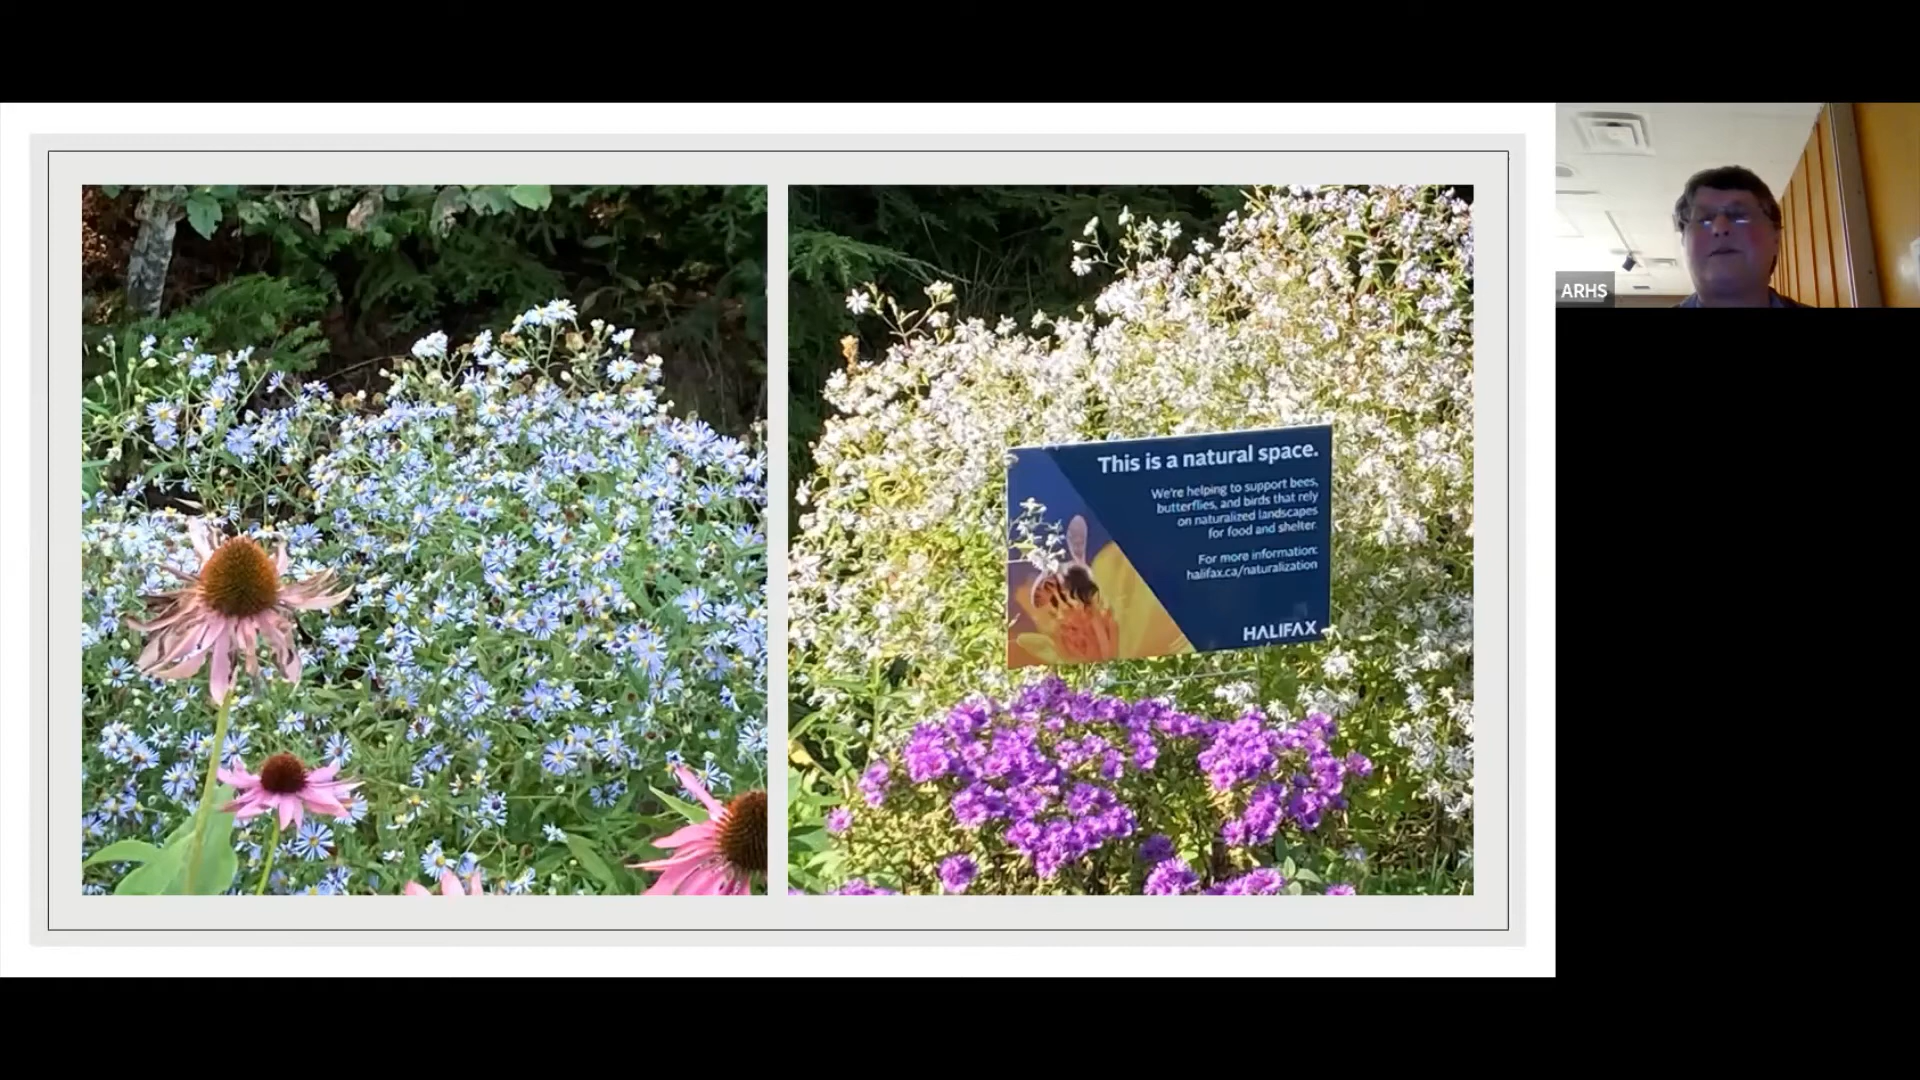 This is a natural space.
We're helping to support bees,
butterflies, and birds that rely
on naturalized landscapes
for food and shelter.
For more information:
halifax.ca/naturalization
HALIFAX
ARHS